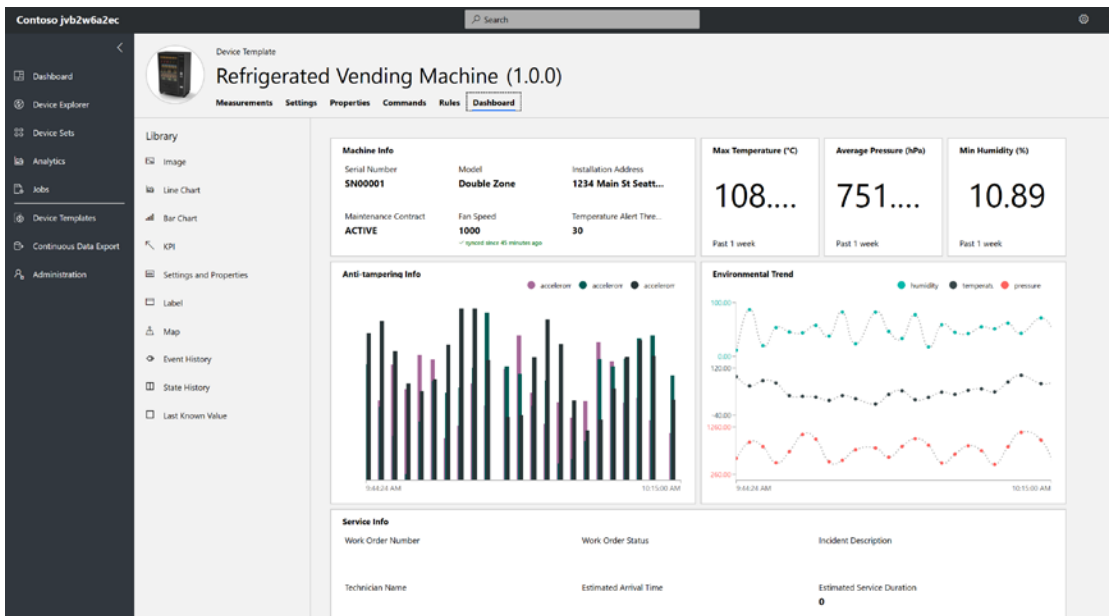 Contoso jvb2w6a2ec
Search
Dashboard
Device Explorer
Device Sets
Analytics
Jobs
Device Templates
Continuous Data Export
Administration
Device Template
Refrigerated Vending Machine (1.0.0)
Measurements Settings Properties Commands Rules Dashboard
Library
Image
Line Chart
Bar Chart
KPI
Settings and Properties
Label
Map
Event History
State History
Last Known Value
Machine Info
Serial Number Model Installation Address
SN00001 Double Zone 1234 Main St Seatt...
Maintenance Contract Fan Speed Temperature Alert Thre...
ACTIVE 1000 30
synced since 45 minutes ago
Max Temperature (°C)
108....
Past 1 week
Average Pressure (hPa)
751....
Past 1 week
Min Humidity (%)
10.89
Past 1 week
Anti-tampering Info
accelerom accelerom accelerom
9:44:24 AM 10:15:00 AM
Environmental Trend
humidity temperatu pressure
100.00
0.00
120.00
-40.00
1260.00
260.00
9:44:24 AM 10:15:00 AM
Service Info
Work Order Number Work Order Status Incident Description
Technician Name Estimated Arrival Time Estimated Service Duration
0